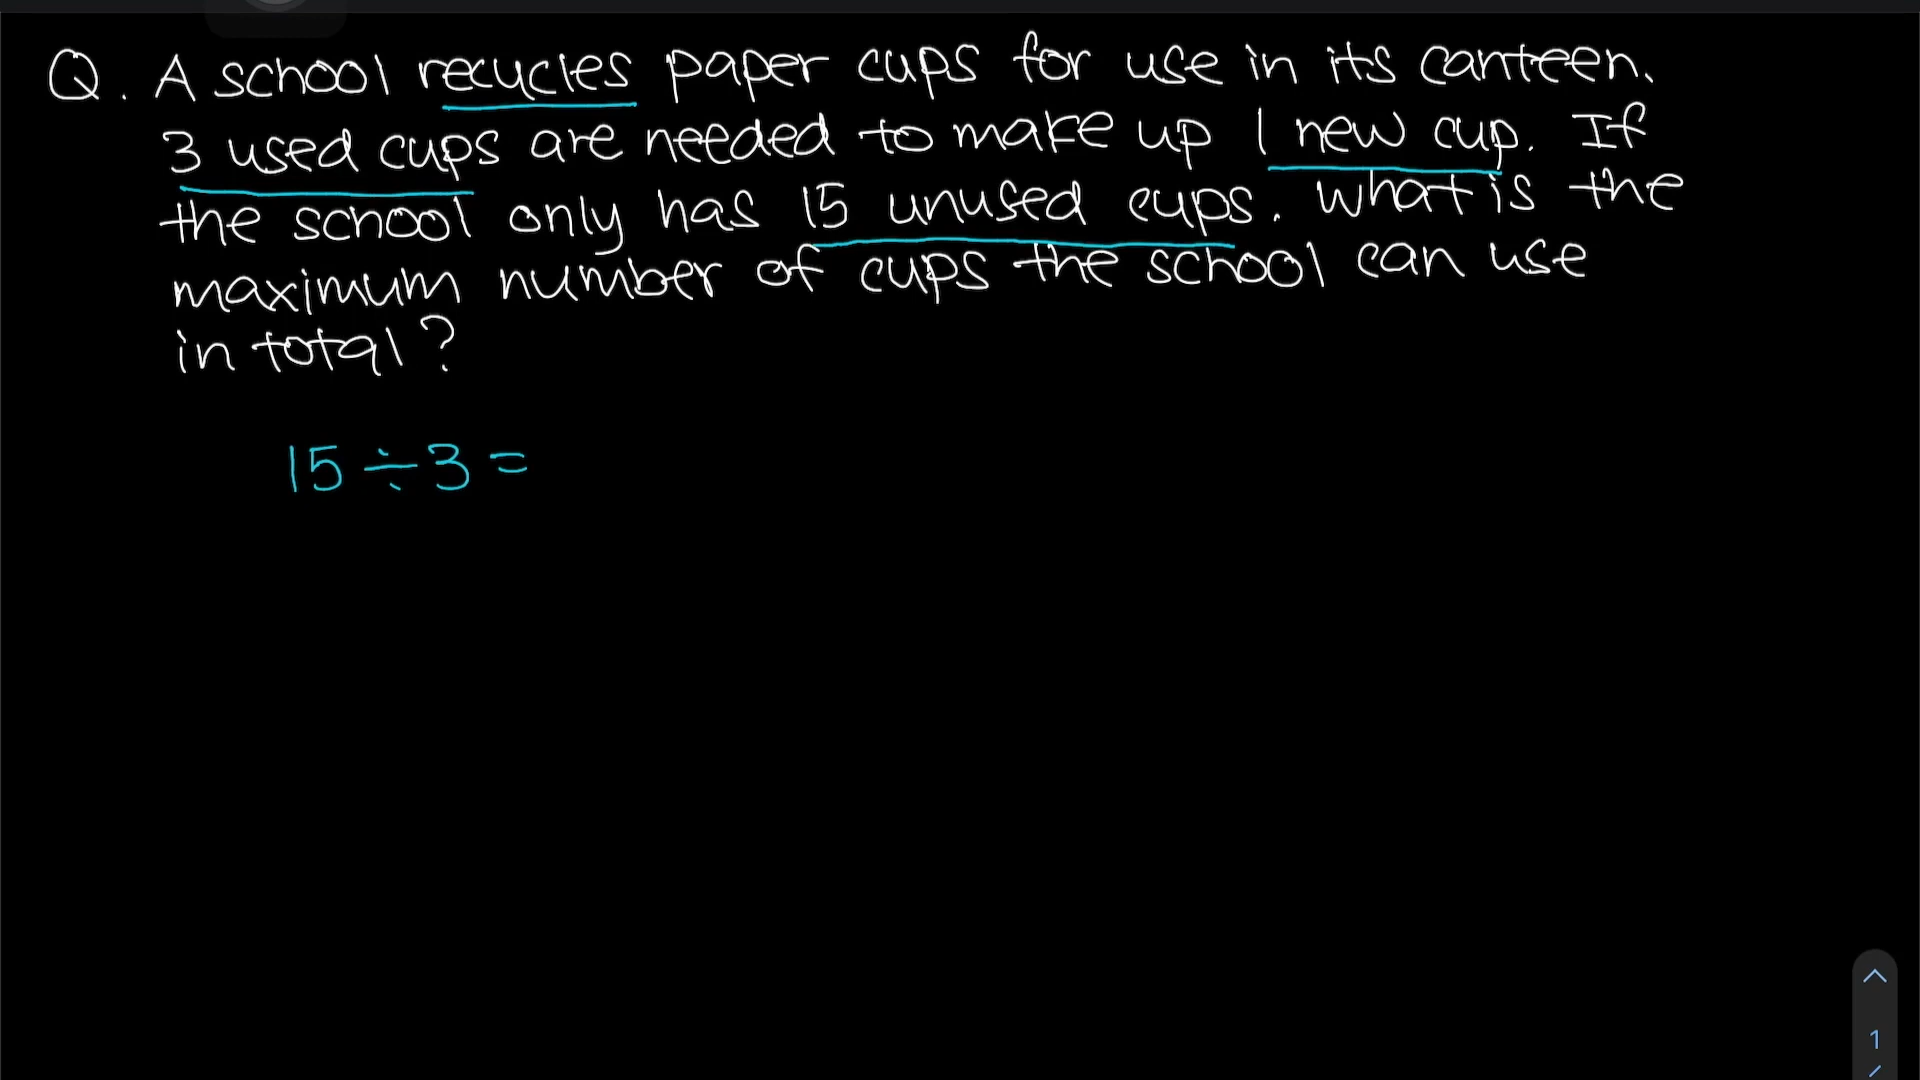 Q. A school recycles paper cups for use in its canteen.
3 used cups are needed to make up 1 new cup. If
the school only has 15 unused cups. What is the
maximum number of cups the school can use
in total?
15 ÷ 3 =
1